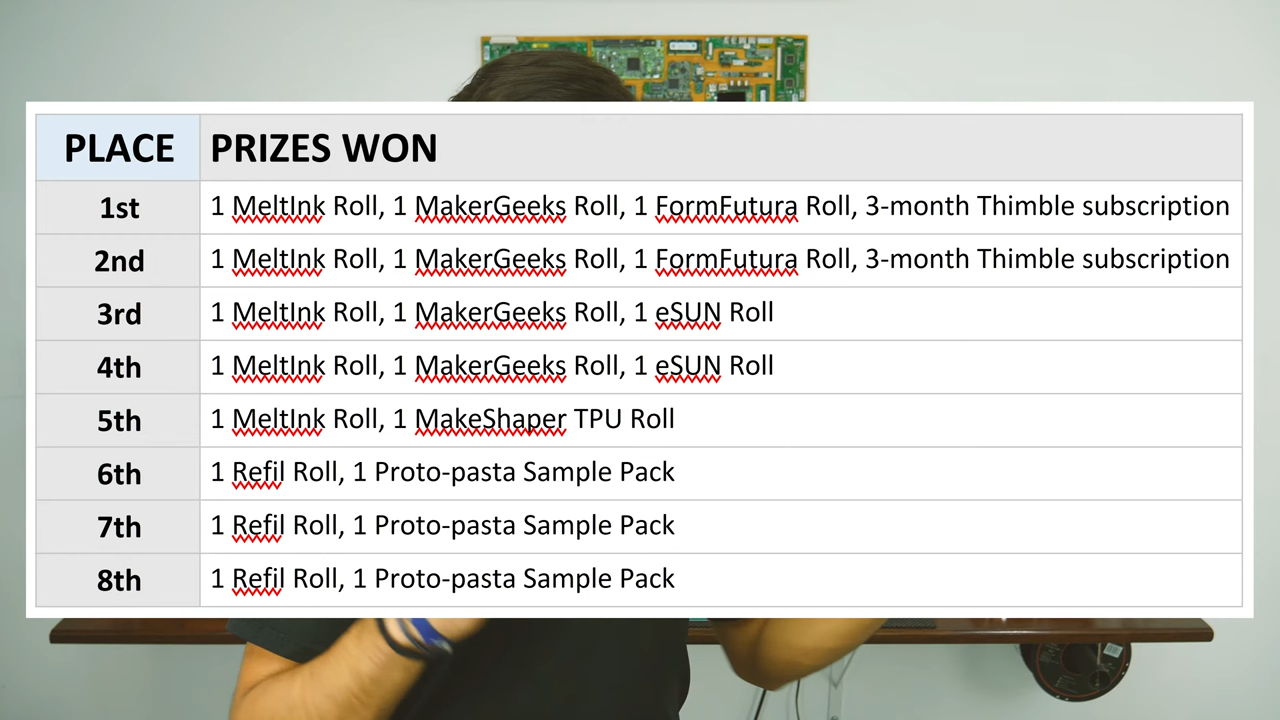 PLACE PRIZES WON
1st 1 MeltInk Roll, 1 MakerGeeks Roll, 1 FormFutura Roll, 3-month Thimble subscription
2nd 1 MeltInk Roll, 1 MakerGeeks Roll, 1 FormFutura Roll, 3-month Thimble subscription
3rd 1 MeltInk Roll, 1 MakerGeeks Roll, 1 eSUN Roll
4th 1 MeltInk Roll, 1 MakerGeeks Roll, 1 eSUN Roll
5th 1 MeltInk Roll, 1 MakeShaper TPU Roll
6th 1 Refil Roll, 1 Proto-pasta Sample Pack
7th 1 Refil Roll, 1 Proto-pasta Sample Pack
8th 1 Refil Roll, 1 Proto-pasta Sample Pack